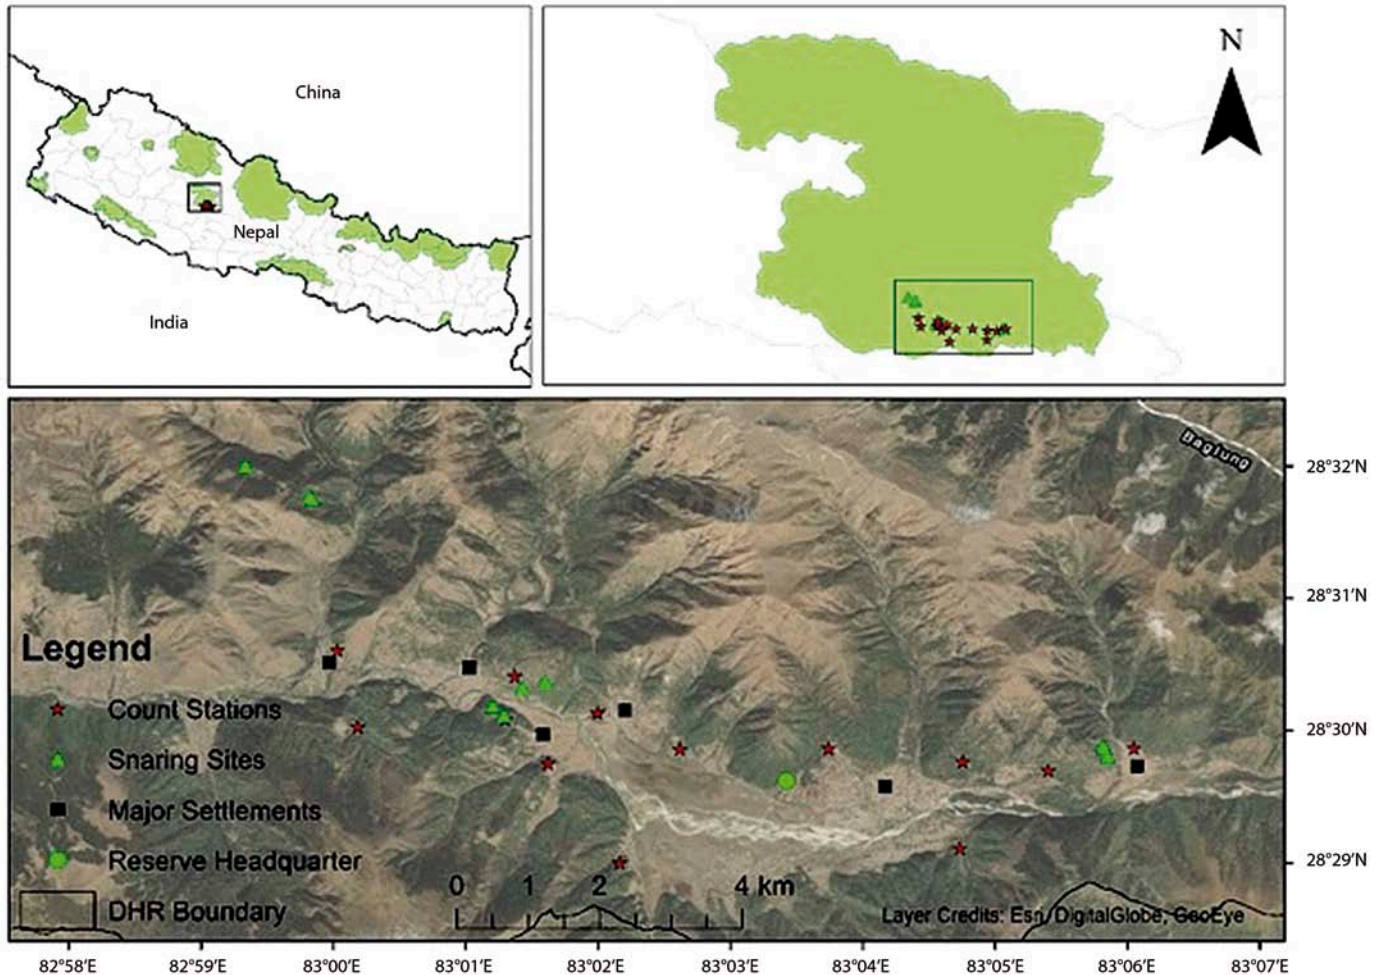 China
Nepal
India
N
Baglung
28°32'N
28°31'N
28°30'N
28°29'N
Legend
Count Stations
Snaring Sites
Major Settlements
Reserve Headquarter
DHR Boundary
0 1 2 4 km
Layer Credits: Esri, DigitalGlobe, GeoEye
82°58'E 82°59'E 83°00'E 83°01'E 83°02'E 83°03'E 83°04'E 83°05'E 83°06'E 83°07'E